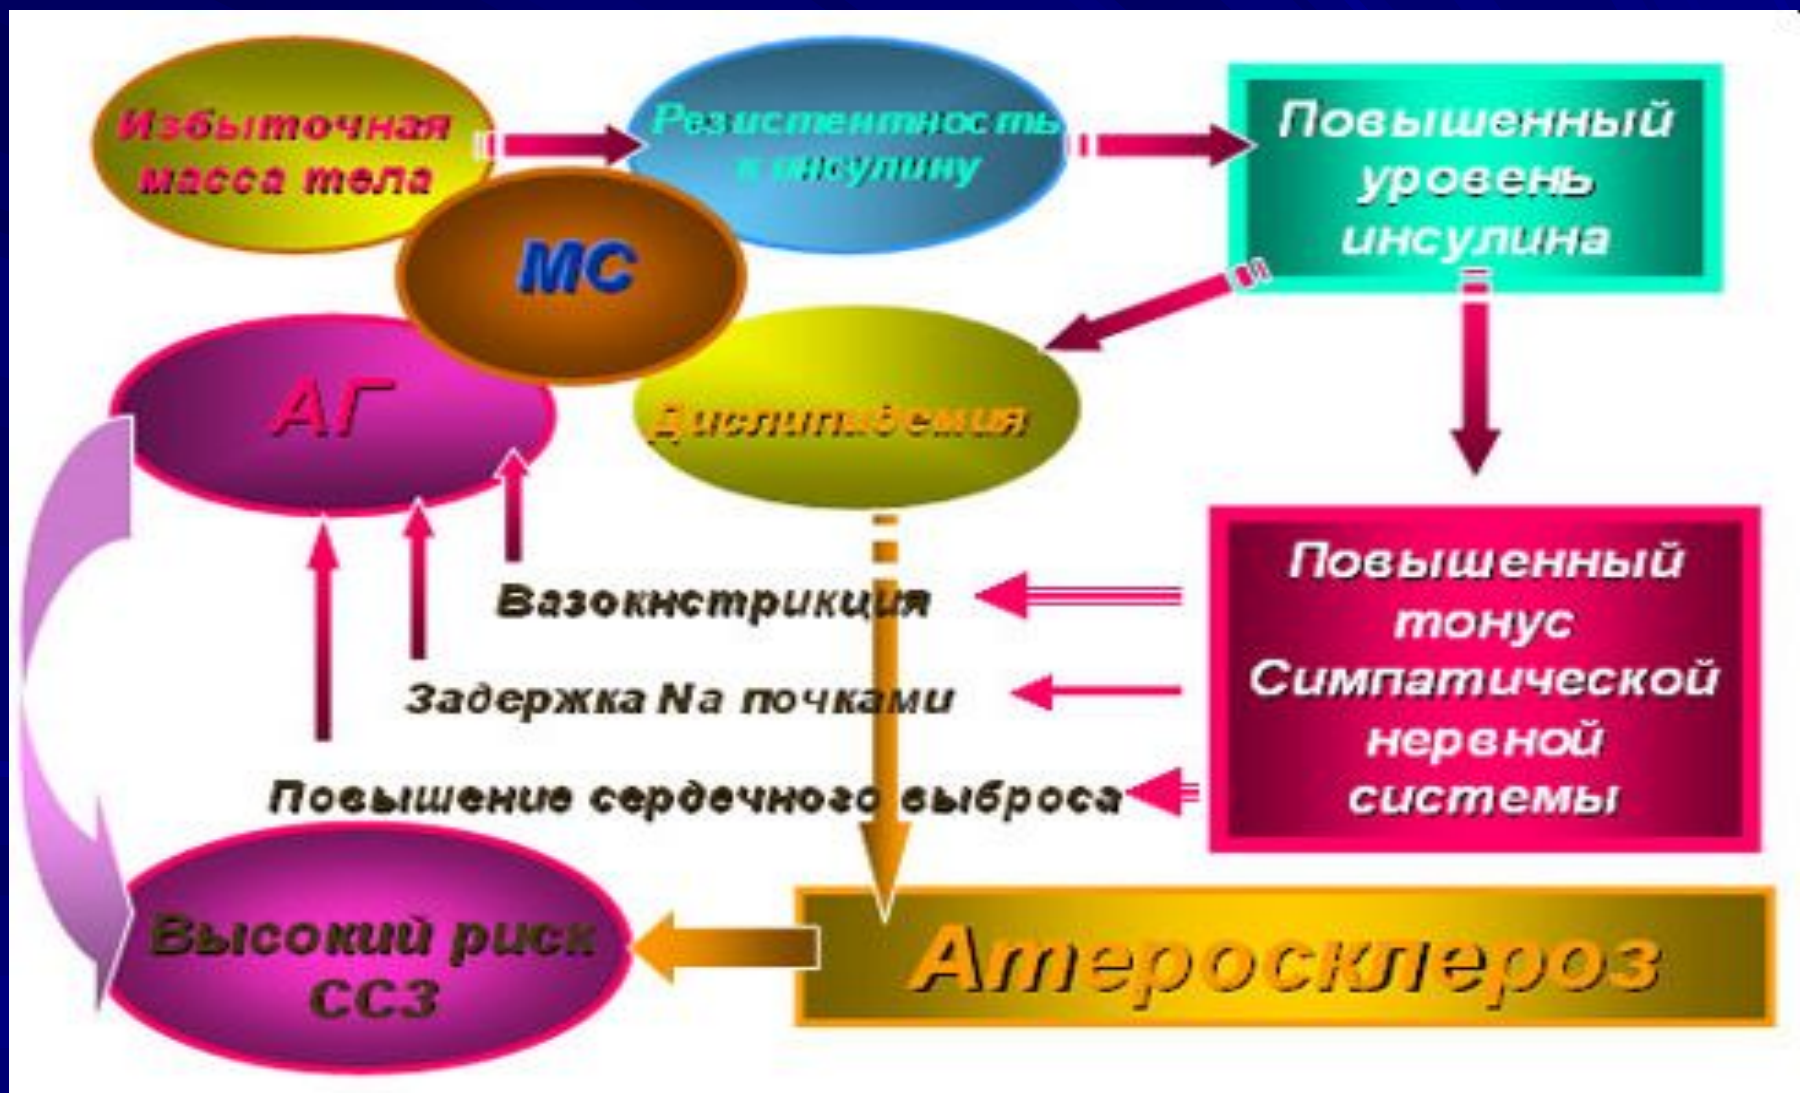 Избыточная
масса тела
Резистентность
к инсулину
Повышенный
уровень
инсулина
МС
АГ
Дислипидемия
Вазокнстрикция
Задержка Na почками
Повышение сердечного выброса
Повышенный
тонус
Симпатической
нервной
системы
Высокий риск
ССЗ
Атеросклероз